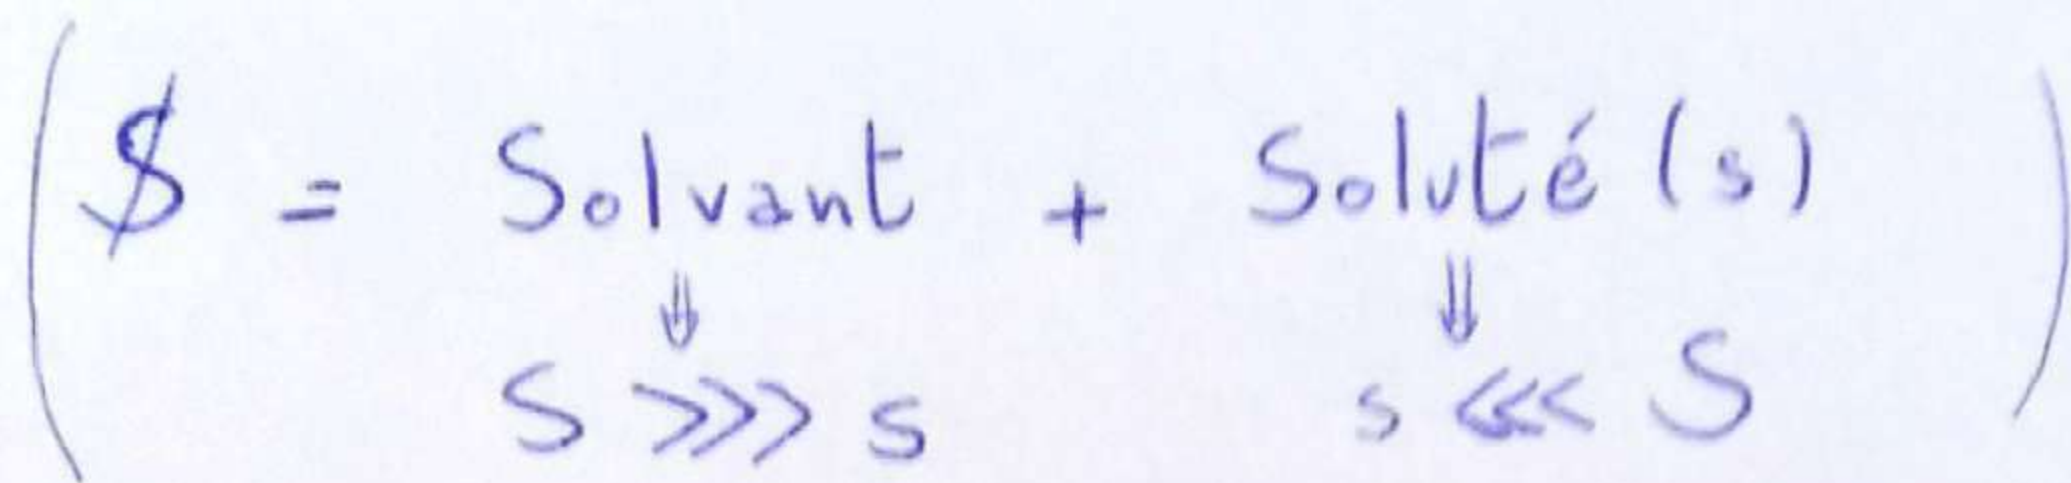 ($ = Solvant + Soluté (s))
⇓ ⇓
S >>> s s <<< S